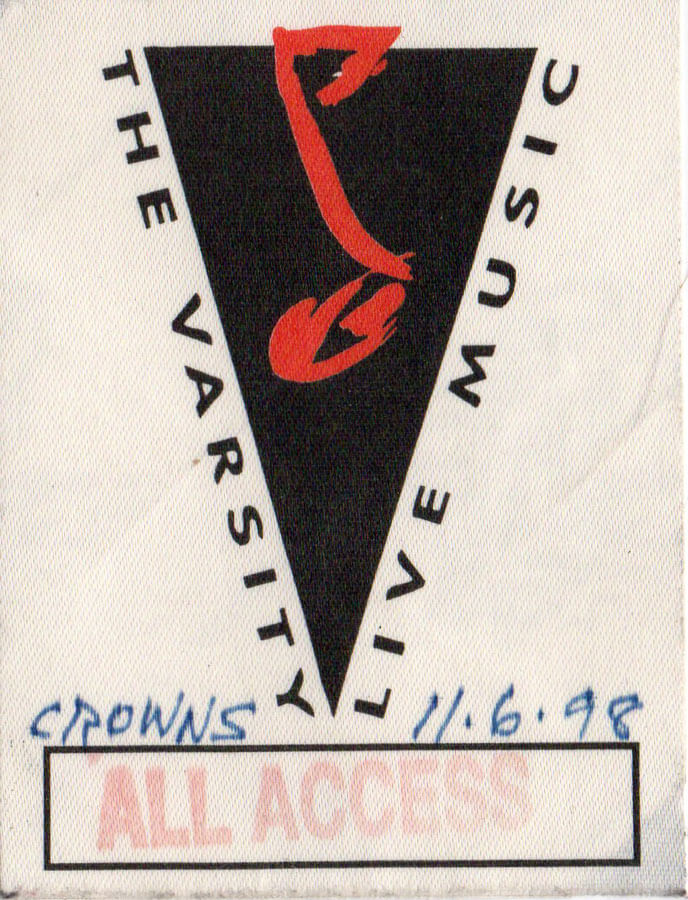 THE VARSITY
LIVE MUSIC
CROWNS 11.6.98
ALL ACCESS